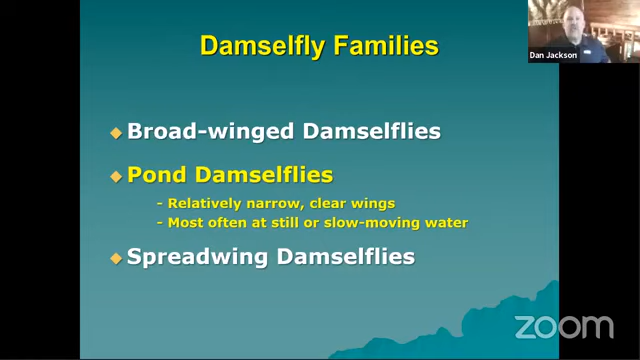 Damselfly Families
Dan Jackson
Broad-winged Damselflies
Pond Damselflies
- Relatively narrow, clear wings
- Most often at still or slow-moving water
Spreadwing Damselflies
zoom